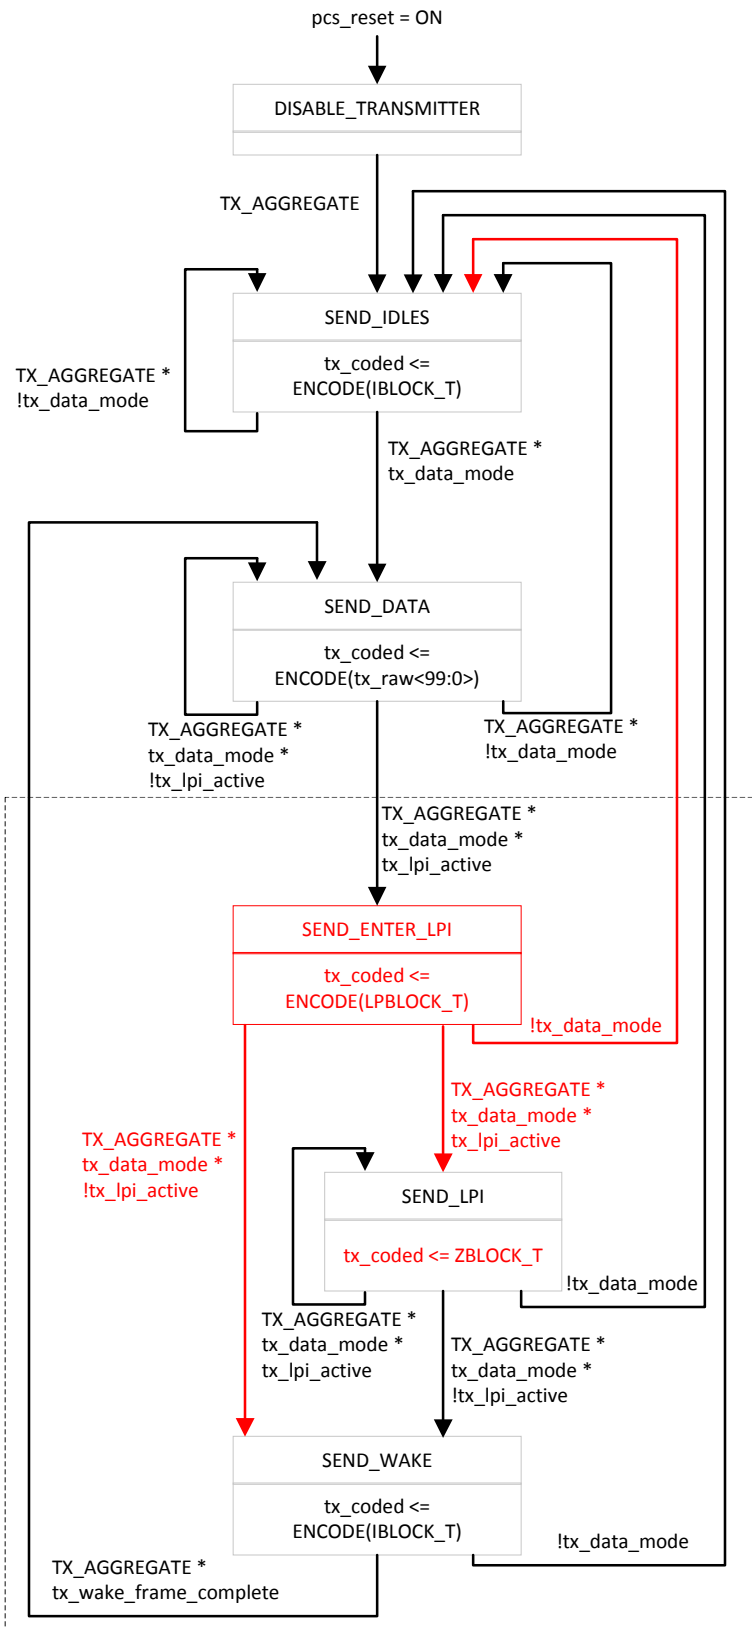 pcs_reset = ON
DISABLE_TRANSMITTER
TX_AGGREGATE
SEND_IDLES
tx_coded <=
ENCODE(IBLOCK_T)
TX_AGGREGATE *
!tx_data_mode
TX_AGGREGATE *
tx_data_mode
SEND_DATA
tx_coded <=
ENCODE(tx_raw<99:0>)
TX_AGGREGATE *
tx_data_mode *
!tx_lpi_active
TX_AGGREGATE *
!tx_data_mode
TX_AGGREGATE *
tx_data_mode *
tx_lpi_active
SEND_ENTER_LPI
tx_coded <=
ENCODE(LPBLOCK_T)
!tx_data_mode
TX_AGGREGATE *
tx_data_mode *
!tx_lpi_active
TX_AGGREGATE *
tx_data_mode *
tx_lpi_active
SEND_LPI
tx_coded <= ZBLOCK_T
!tx_data_mode
TX_AGGREGATE *
tx_data_mode *
tx_lpi_active
TX_AGGREGATE *
tx_data_mode *
!tx_lpi_active
SEND_WAKE
tx_coded <=
ENCODE(IBLOCK_T)
!tx_data_mode
TX_AGGREGATE *
tx_wake_frame_complete